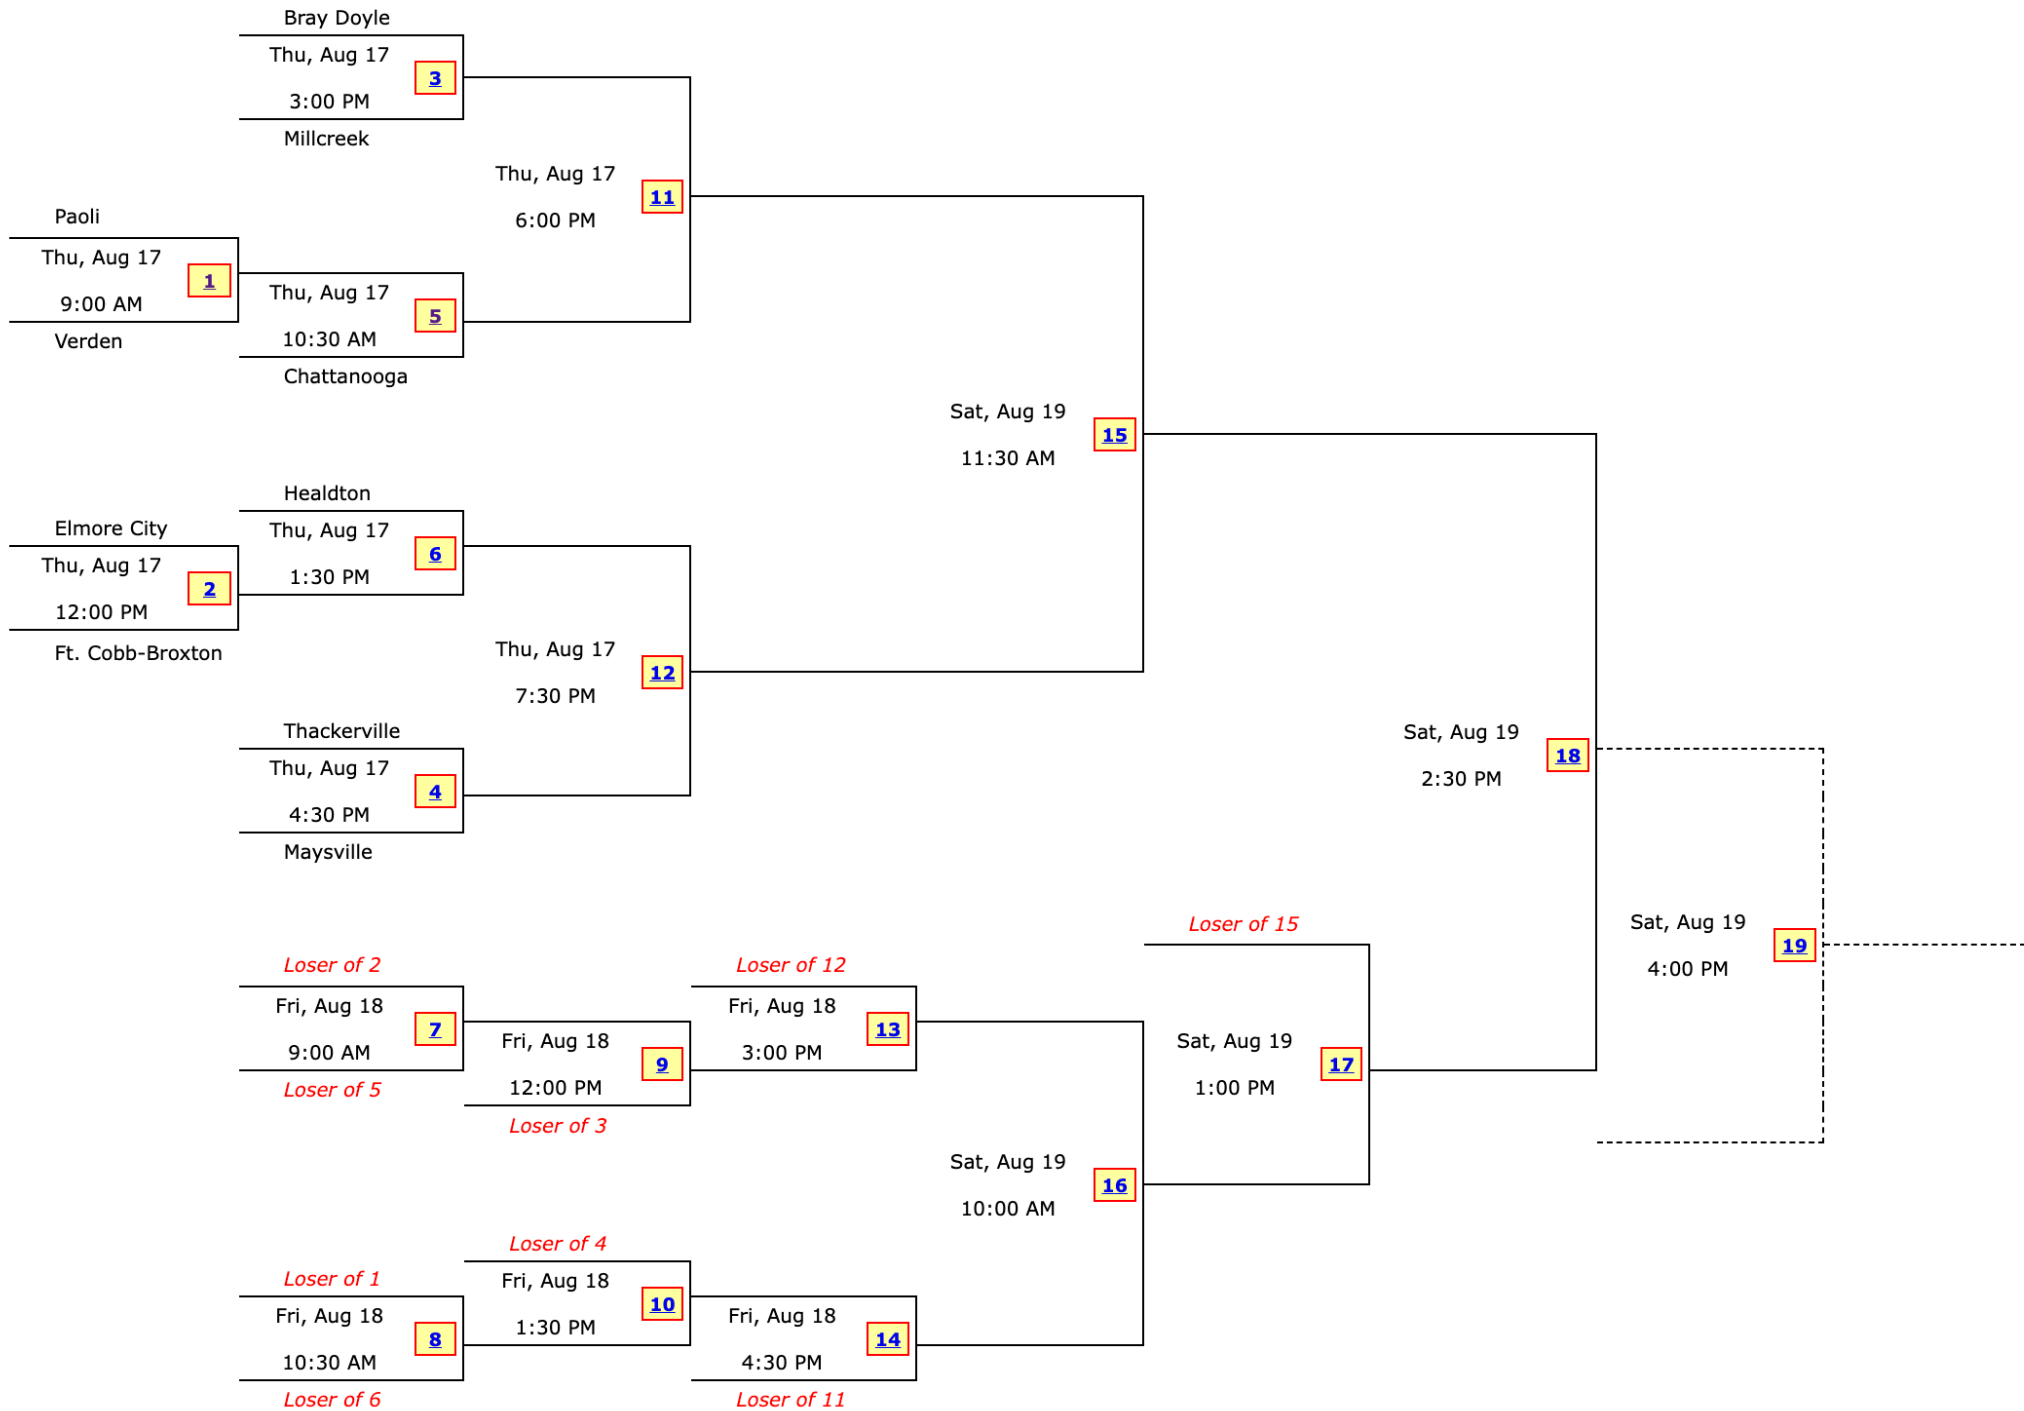 Bray Doyle
Thu, Aug 17
3
3:00 PM
Millcreek
Thu, Aug 17
11
6:00 PM
Paoli
Thu, Aug 17
1
9:00 AM
Verden
Thu, Aug 17
5
10:30 AM
Chattanooga
Sat, Aug 19
15
11:30 AM
Healdton
Thu, Aug 17
6
1:30 PM
Elmore City
Thu, Aug 17
2
12:00 PM
Ft. Cobb-Broxton
Thu, Aug 17
12
7:30 PM
Thackerville
Thu, Aug 17
4
4:30 PM
Maysville
Sat, Aug 19
18
2:30 PM
Loser of 15
Sat, Aug 19
19
4:00 PM
Loser of 2
Fri, Aug 18
7
9:00 AM
Loser of 5
Fri, Aug 18
9
12:00 PM
Loser of 3
Loser of 12
Fri, Aug 18
13
3:00 PM
Sat, Aug 19
17
1:00 PM
Sat, Aug 19
16
10:00 AM
Loser of 4
Fri, Aug 18
10
1:30 PM
Loser of 1
Fri, Aug 18
8
10:30 AM
Loser of 6
Fri, Aug 18
14
4:30 PM
Loser of 11